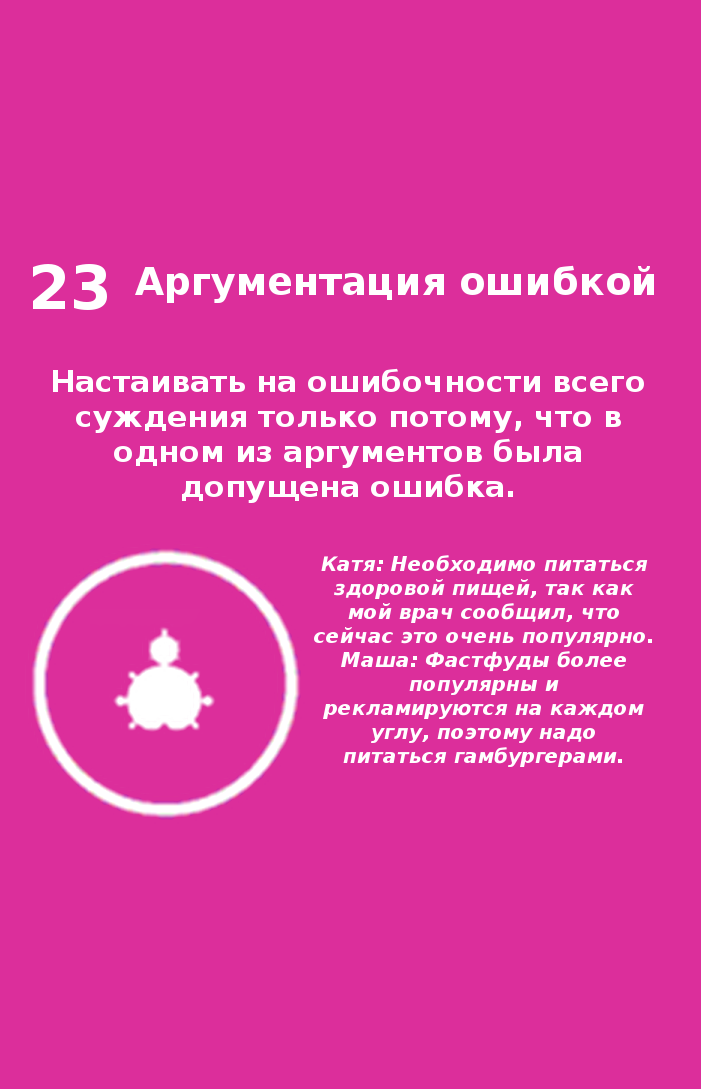 23 Аргументация ошибкой
Настаивать на ошибочности всего
суждения только потому, что в
одном из аргументов была
допущена ошибка.
Катя: Необходимо питаться
здоровой пищей, так как
мой врач сообщил, что
сейчас это очень популярно.
Маша: Фастфуды более
популярны и
рекламируются на каждом
углу, поэтому надо
питаться гамбургерами.